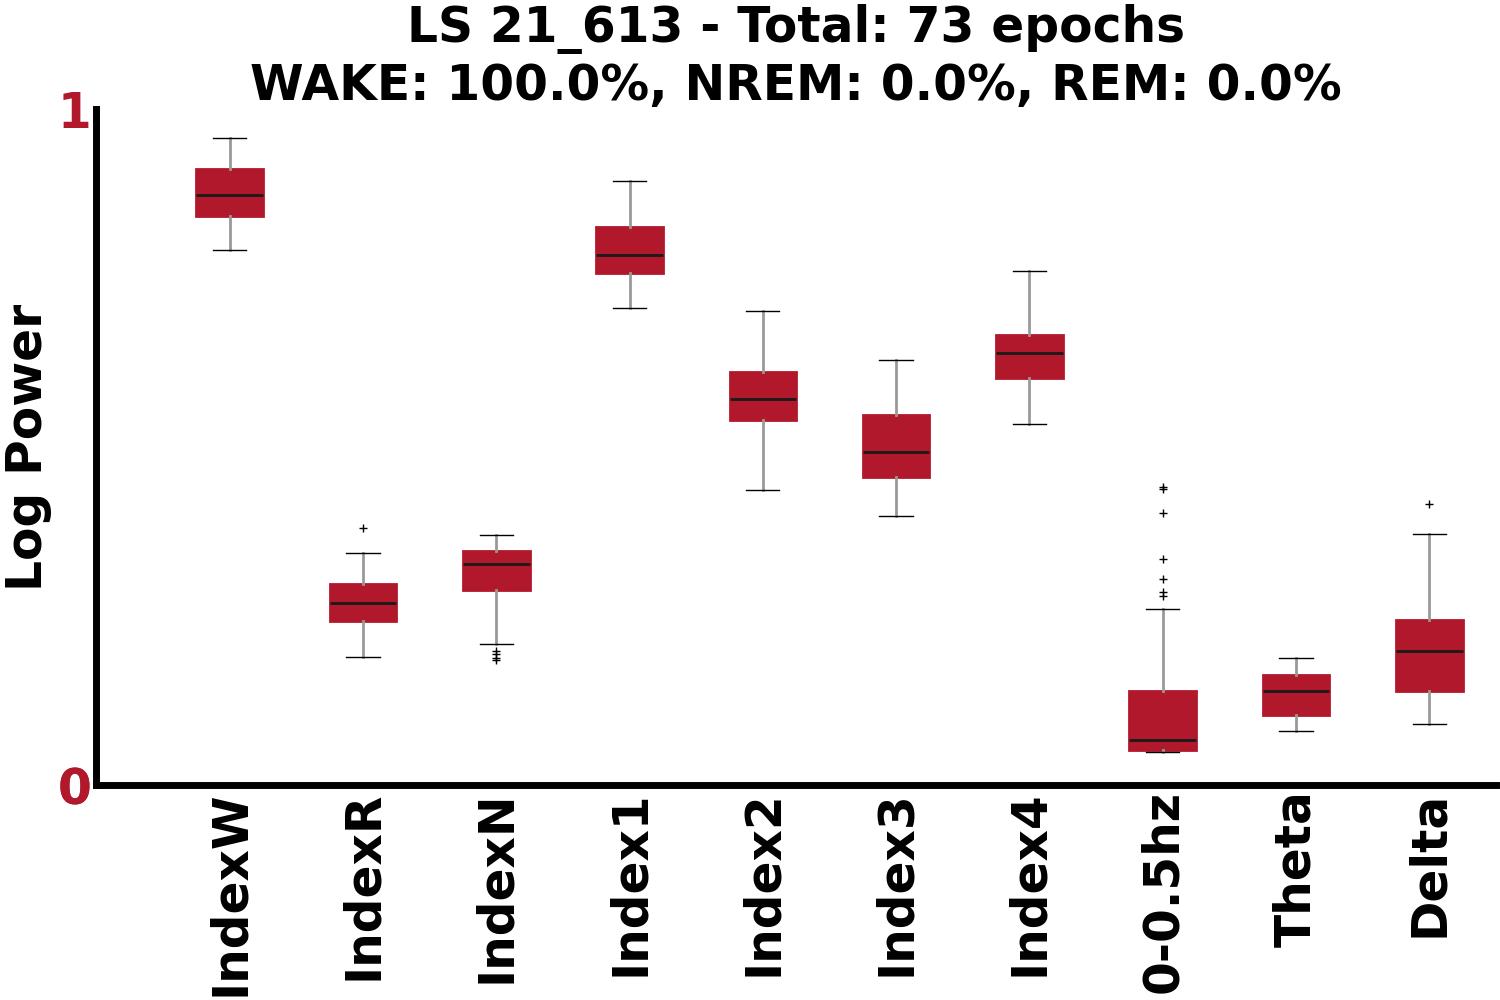 LS 21_613 - Total: 73 epochs
WAKE: 100.0%, NREM: 0.0%, REM: 0.0%
1
Log Power
0
IndexW
IndexR
IndexN
Index1
Index2
Index3
Index4
0-0.5hz
Theta
Delta